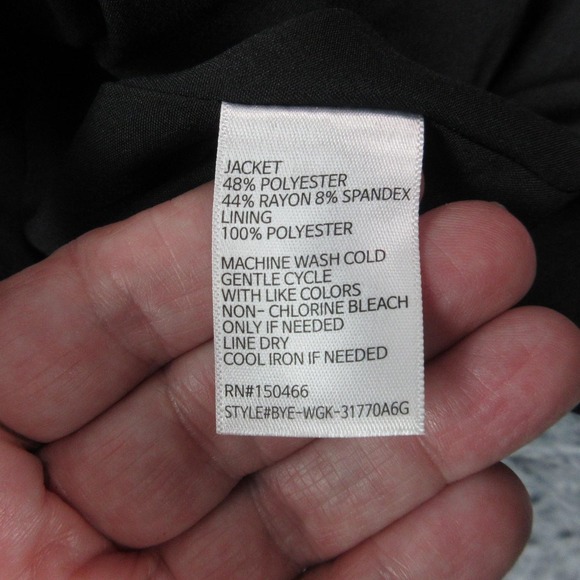 JACKET
48% POLYESTER
44% RAYON 8% SPANDEX
LINING
100% POLYESTER
MACHINE WASH COLD
GENTLE CYCLE
WITH LIKE COLORS
NON- CHLORINE BLEACH
ONLY IF NEEDED
LINE DRY
COOL IRON IF NEEDED
RN#150466
STYLE#BYE-WGK-31770A6G